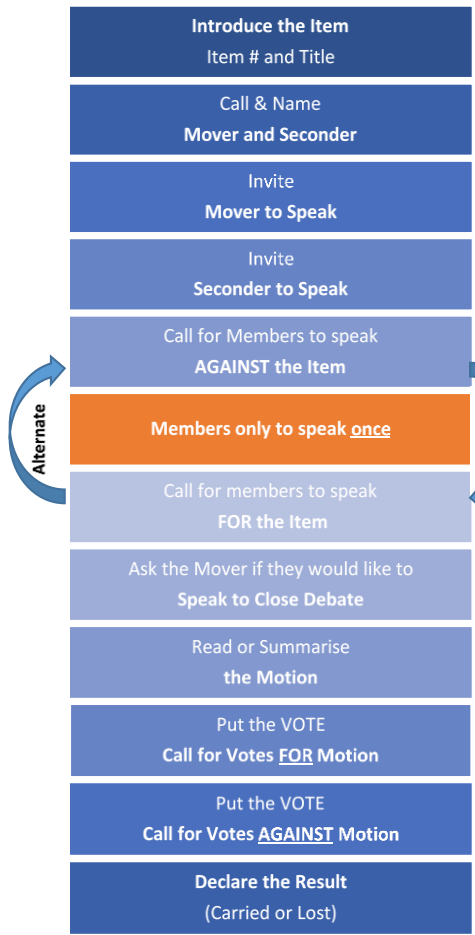 Introduce the Item
Item # and Title
Call & Name
Mover and Seconder
Invite
Mover to Speak
Invite
Seconder to Speak
Call for Members to speak
AGAINST the Item
Alternate
Members only to speak once
Call for members to speak
FOR the Item
Ask the Mover if they would like to
Speak to Close Debate
Read or Summarise
the Motion
Put the VOTE
Call for Votes FOR Motion
Put the VOTE
Call for Votes AGAINST Motion
Declare the Result
(Carried or Lost)